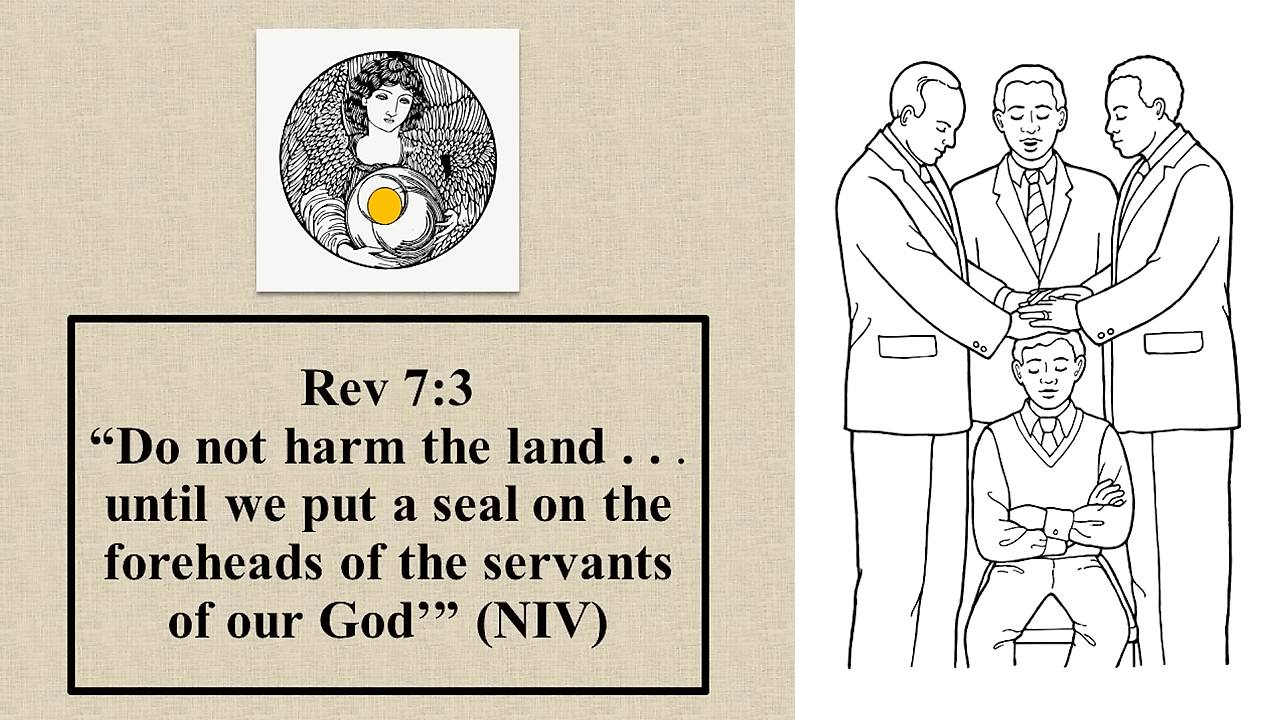 Rev 7:3
“Do not harm the land . . .
until we put a seal on the
foreheads of the servants
of our God’” (NIV)